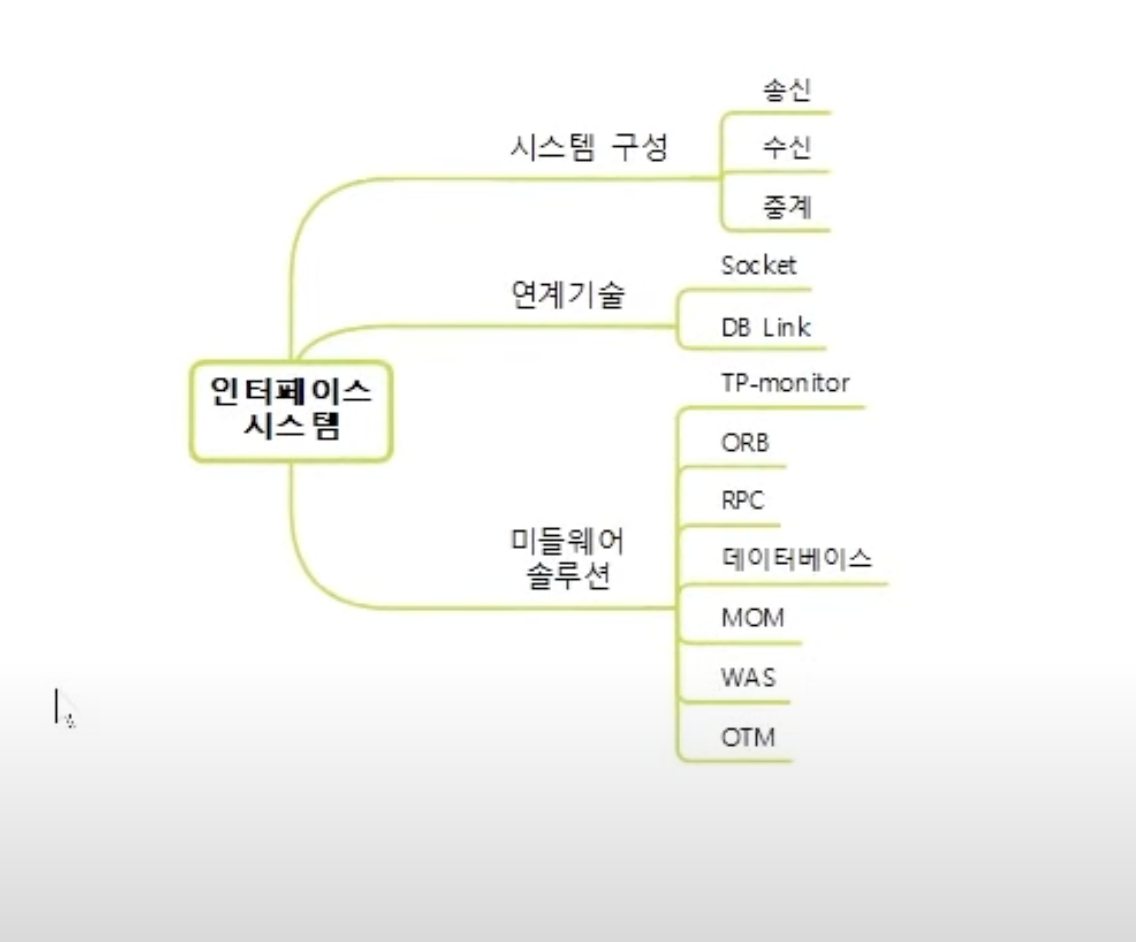 송신
시스템 구성
수신
중계
Socket
연계기술
DB Link
인터페이스
시스템
TP-monitor
ORB
RPC
미들웨어
솔루션
데이터베이스
MOM
WAS
OTM